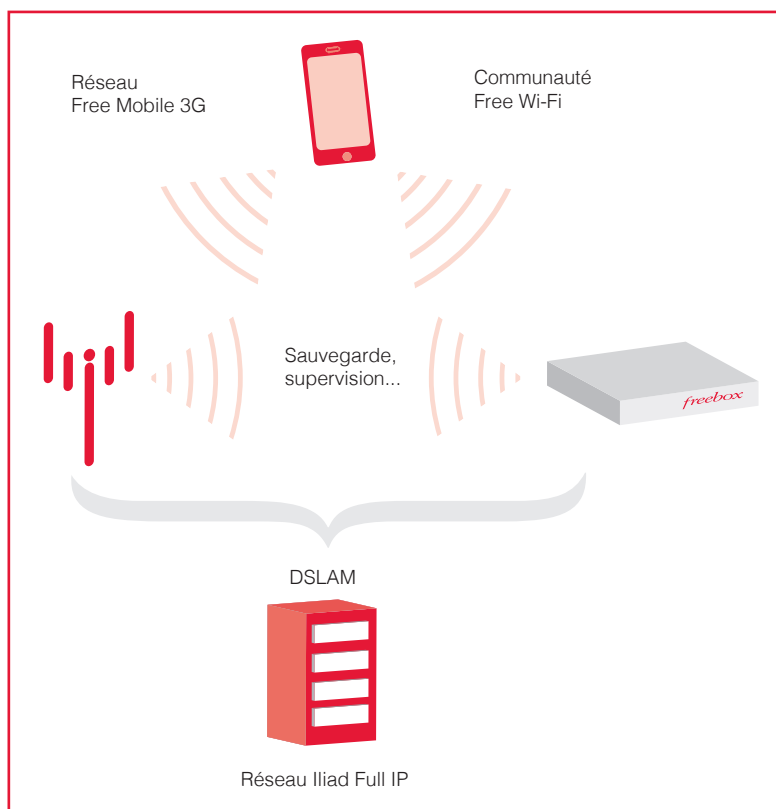 Réseau
Free Mobile 3G
Communauté
Free Wi-Fi
Sauvegarde,
supervision...
freebox
DSLAM
Réseau Iliad Full IP